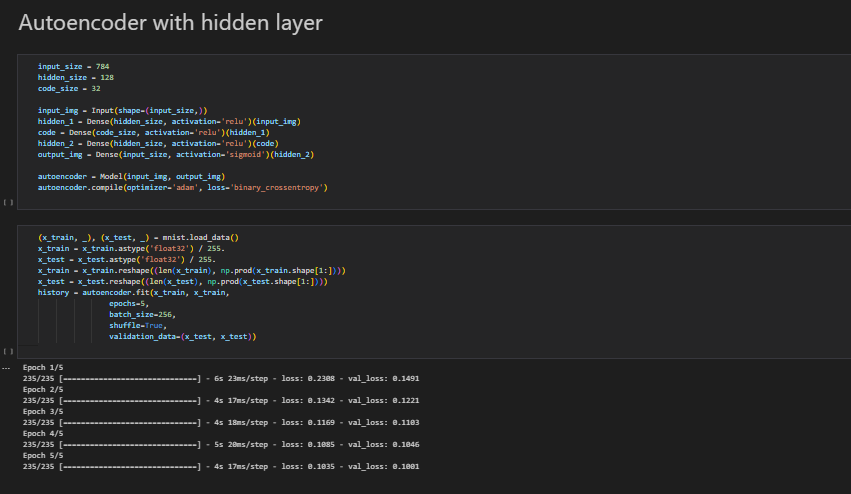 Autoencoder with hidden layer
input_size = 784
hidden_size = 128
code_size = 32
input_img = Input(shape=(input_size,))
hidden_1 = Dense(hidden_size, activation='relu')(input_img)
code = Dense(code_size, activation='relu')(hidden_1)
hidden_2 = Dense(hidden_size, activation='relu')(code)
output_img = Dense(input_size, activation='sigmoid')(hidden_2)
autoencoder = Model(input_img, output_img)
autoencoder.compile(optimizer='adam', loss='binary_crossentropy')
[ ]
(x_train, _), (x_test, _) = mnist.load_data()
x_train = x_train.astype('float32') / 255.
x_test = x_test.astype('float32') / 255.
x_train = x_train.reshape((len(x_train), np.prod(x_train.shape[1:])))
x_test = x_test.reshape((len(x_test), np.prod(x_test.shape[1:])))
history = autoencoder.fit(x_train, x_train,
epochs=5,
batch_size=256,
shuffle=True,
validation_data=(x_test, x_test))
[ ]
... Epoch 1/5
235/235 [==============================] - 6s 23ms/step - loss: 0.2308 - val_loss: 0.1491
Epoch 2/5
235/235 [==============================] - 4s 17ms/step - loss: 0.1342 - val_loss: 0.1221
Epoch 3/5
235/235 [==============================] - 4s 18ms/step - loss: 0.1169 - val_loss: 0.1103
Epoch 4/5
235/235 [==============================] - 5s 20ms/step - loss: 0.1085 - val_loss: 0.1046
Epoch 5/5
235/235 [==============================] - 4s 17ms/step - loss: 0.1035 - val_loss: 0.1001